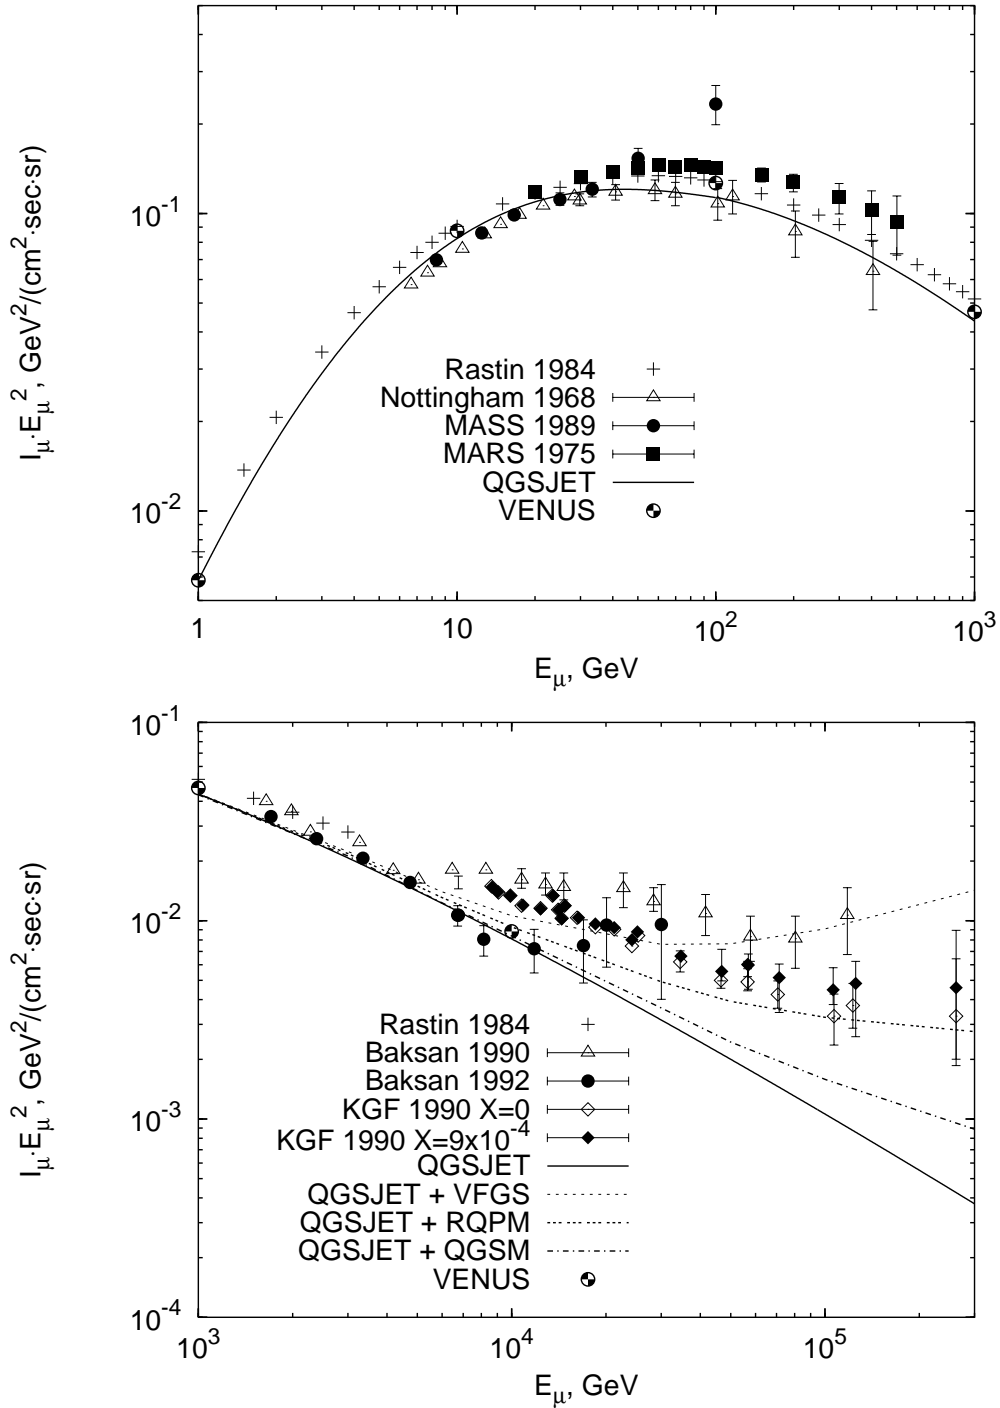 I_μ·E_μ^2, GeV^2/(cm^2·sec·sr)
10^-1
10^-2
Rastin 1984
Nottingham 1968
MASS 1989
MARS 1975
QGSJET
VENUS
1 10 10^2 10^3
E_μ, GeV
I_μ·E_μ^2, GeV^2/(cm^2·sec·sr)
10^-1
10^-2
10^-3
10^-4
Rastin 1984
Baksan 1990
Baksan 1992
KGF 1990 X=0
KGF 1990 X=9x10^-4
QGSJET
QGSJET + VFGS
QGSJET + RQPM
QGSJET + QGSM
VENUS
10^3 10^4 10^5
E_μ, GeV